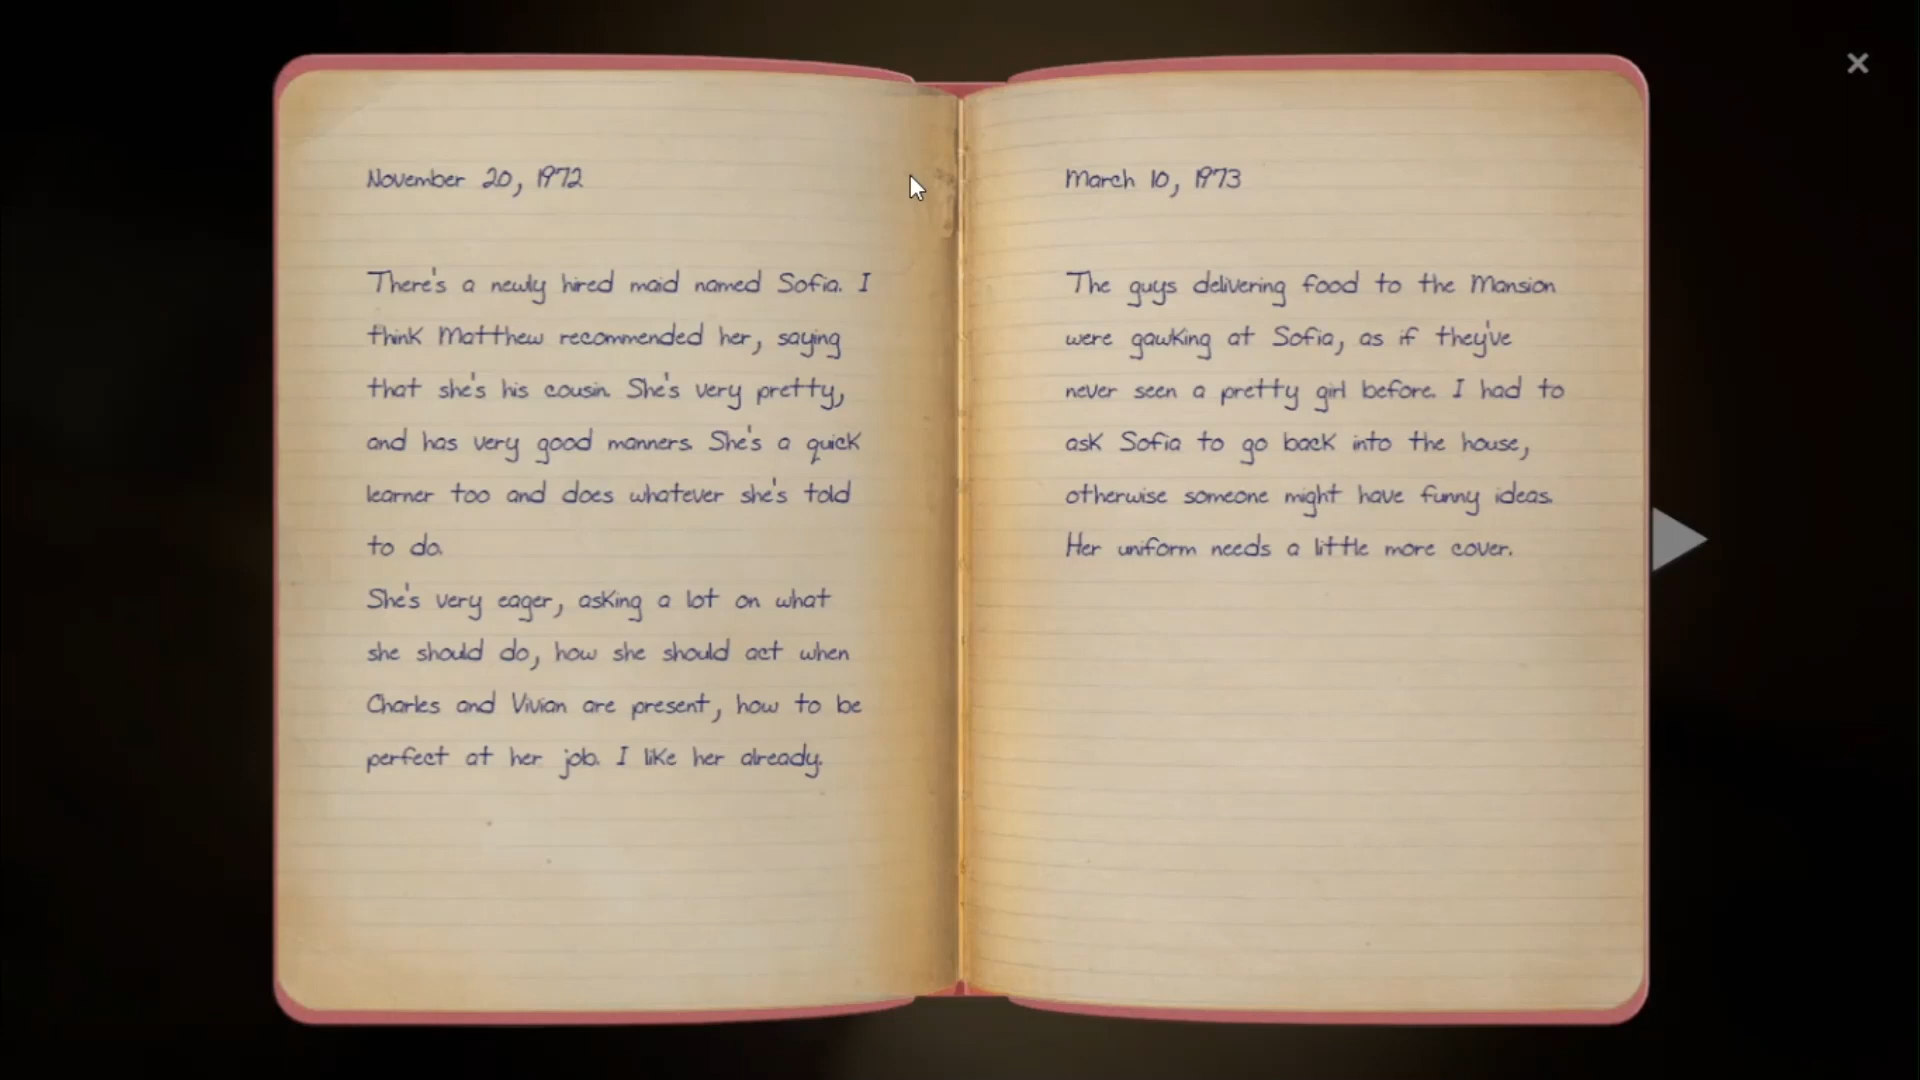 November 20, 1972
There's a newly hired maid named Sofia. I
think Matthew recommended her, saying
that she's his cousin. She's very pretty,
and has very good manners. She's a quick
learner too and does whatever she's told
to do.
She's very eager, asking a lot on what
she should do, how she should act when
Charles and Vivian are present, how to be
perfect at her job. I like her already.
March 10, 1973
The guys delivering food to the Mansion
were gawking at Sofia, as if they've
never seen a pretty girl before. I had to
ask Sofia to go back into the house,
otherwise someone might have funny ideas.
Her uniform needs a little more cover.